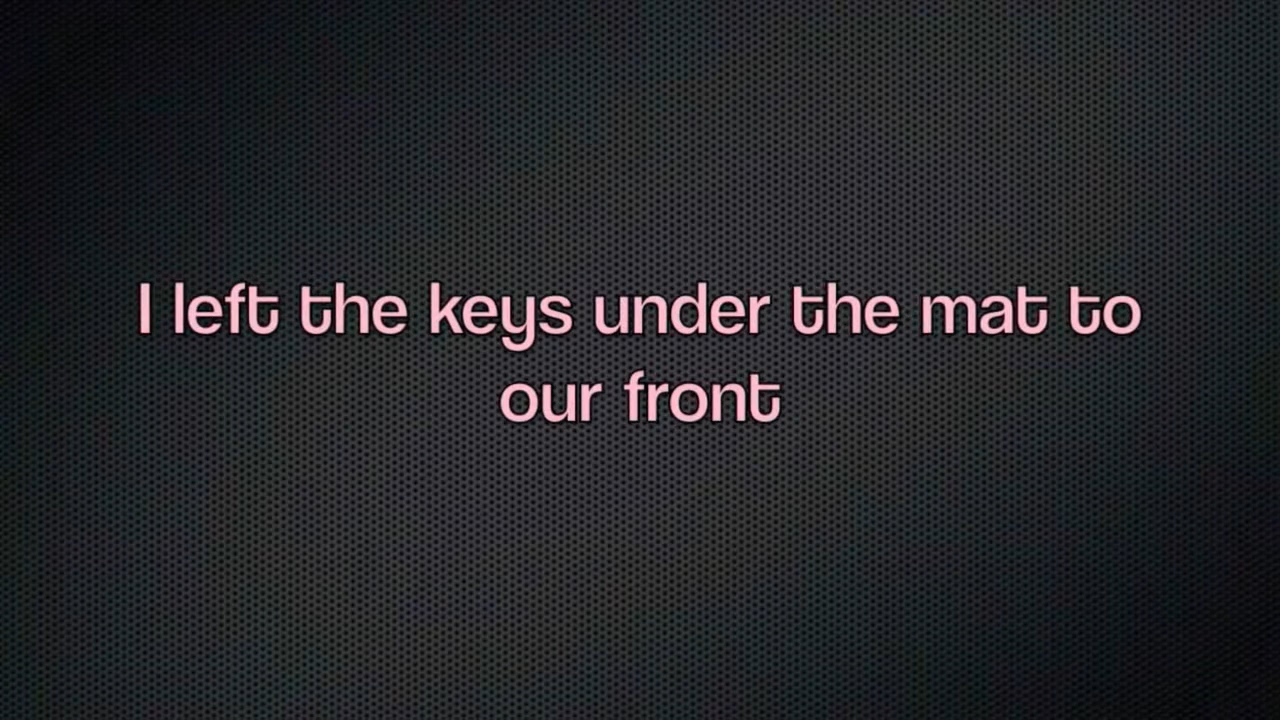 I left the keys under the mat to
our front